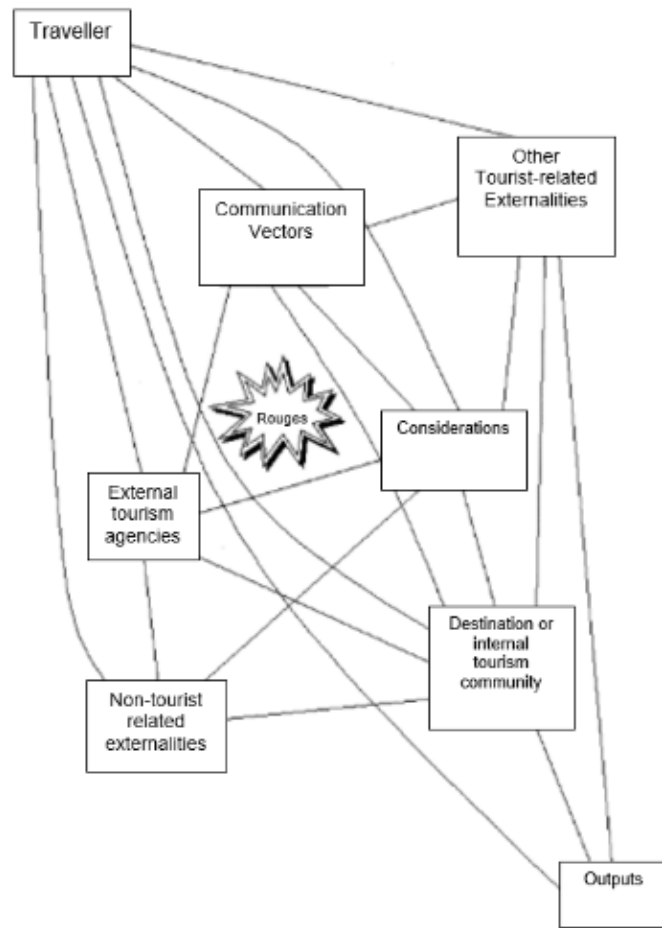 Traveller
Other
Tourist-related
Externalities
Communication
Vectors
Rouges
Considerations
External
tourism
agencies
Destination or
internal
tourism
community
Non-tourist
related
externalities
Outputs